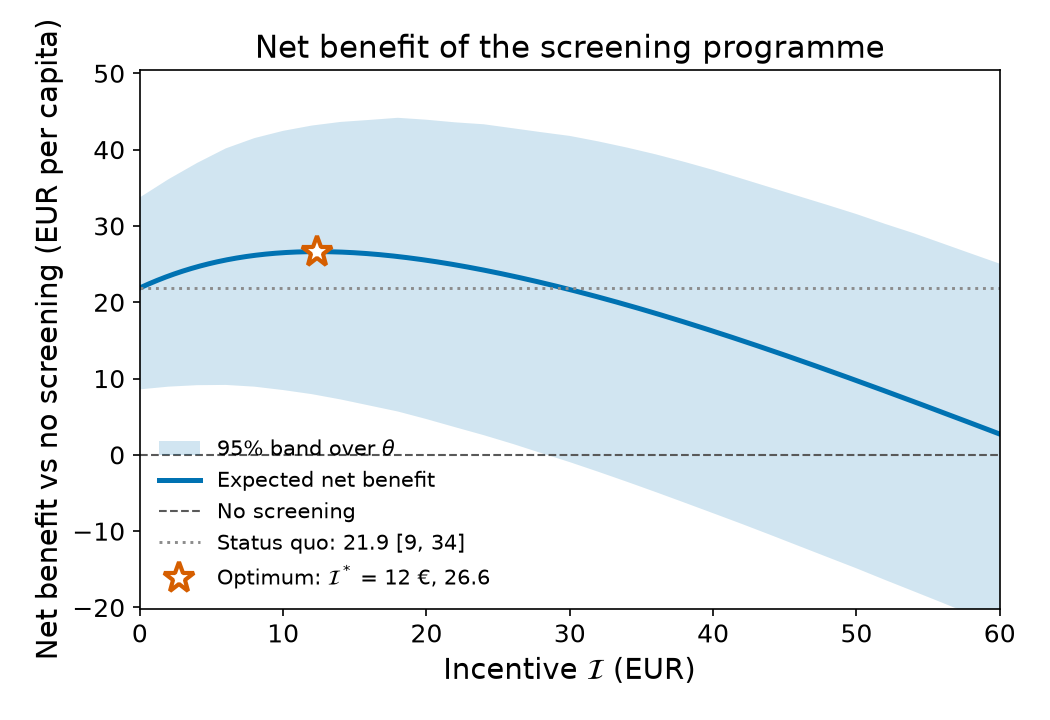 Net benefit of the screening programme
Net benefit vs no screening (EUR per capita)
50
40
30
20
10
0
−10
−20
95% band over θ
Expected net benefit
No screening
Status quo: 21.9 [9, 34]
Optimum: ℐ* = 12 €, 26.6
0 10 20 30 40 50 60
Incentive ℐ (EUR)